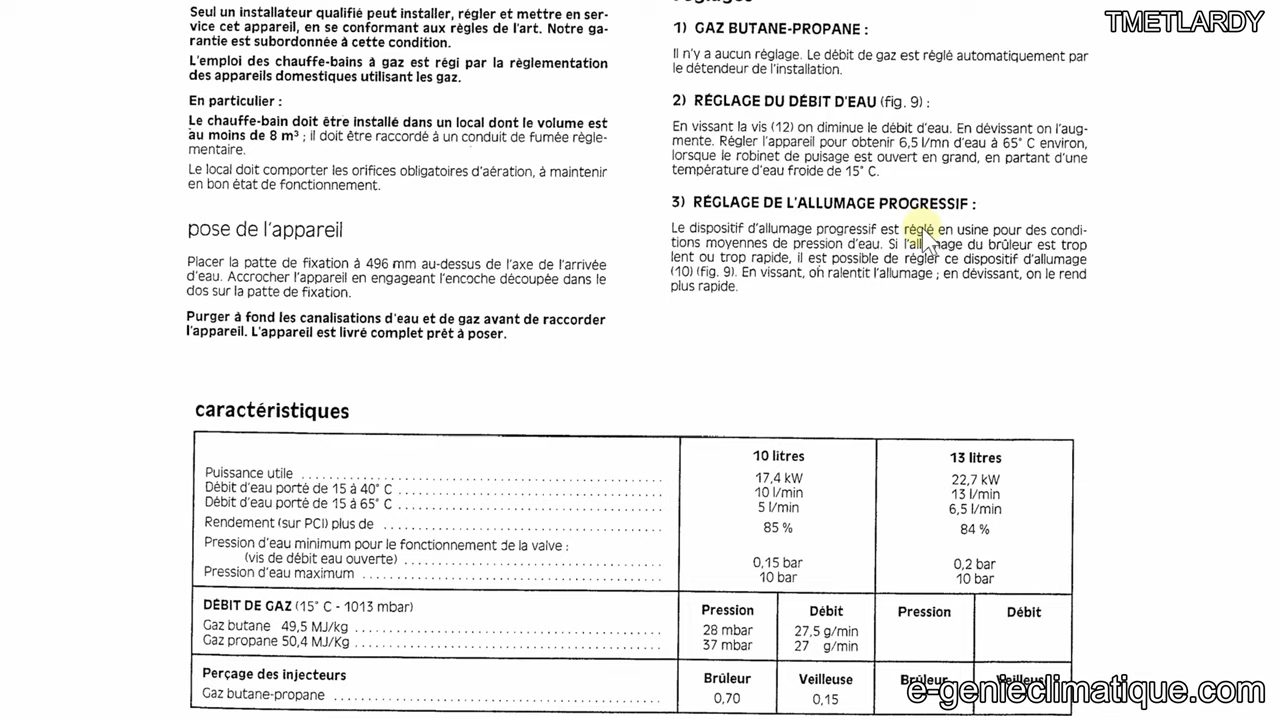 TMETLARDY
Seul un installateur qualifié peut installer, régler et mettre en ser-
vice cet appareil, en se conformant aux règles de l'art. Notre ga-
rantie est subordonnée à cette condition.
L'emploi des chauffe-bains à gaz est régi par la règlementation
des appareils domestiques utilisant les gaz.
En particulier :
Le chauffe-bain doit être installé dans un local dont le volume est
au moins de 8 m³ ; il doit être raccordé à un conduit de fumée règle-
mentaire.
Le local doit comporter les orifices obligatoires d'aération, à maintenir
en bon état de fonctionnement.
pose de l'appareil
Placer la patte de fixation à 496 mm au-dessus de l'axe de l'arrivée
d'eau. Accrocher l'appareil en engageant l'encoche découpée dans le
dos sur la patte de fixation.
Purger à fond les canalisations d'eau et de gaz avant de raccorder
l'appareil. L'appareil est livré complet prêt à poser.
1) GAZ BUTANE-PROPANE :
Il n'y a aucun réglage. Le débit de gaz est réglé automatiquement par
le détendeur de l'installation.
2) RÉGLAGE DU DÉBIT D'EAU (fig. 9) :
En vissant la vis (12) on diminue le débit d'eau. En dévissant on l'aug-
mente. Régler l'appareil pour obtenir 6,5 l/mn d'eau à 65° C environ,
lorsque le robinet de puisage est ouvert en grand, en partant d'une
température d'eau froide de 15° C.
3) RÉGLAGE DE L'ALLUMAGE PROGRESSIF :
Le dispositif d'allumage progressif est réglé en usine pour des condi-
tions moyennes de pression d'eau. Si l'allumage du brûleur est trop
lent ou trop rapide, il est possible de régler ce dispositif d'allumage
(10) (fig. 9). En vissant, on ralentit l'allumage ; en dévissant, on le rend
plus rapide.
caractéristiques
10 litres 13 litres
Puissance utile 17,4 kW 22,7 kW
Débit d'eau porté de 15 à 40° C 10 l/min 13 l/min
Débit d'eau porté de 15 à 65° C 5 l/min 6,5 l/min
Rendement (sur PCI) plus de 85 % 84 %
Pression d'eau minimum pour le fonctionnement de la valve :
(vis de débit eau ouverte) 0,15 bar 0,2 bar
Pression d'eau maximum 10 bar 10 bar
DÉBIT DE GAZ (15° C - 1013 mbar) Pression Débit Pression Débit
Gaz butane 49,5 MJ/kg 28 mbar 27,5 g/min
Gaz propane 50,4 MJ/Kg 37 mbar 27 g/min
Perçage des injecteurs Brûleur Veilleuse Brûleur Veilleuse
Gaz butane-propane 0,70 0,15
e-genieclimatique.com